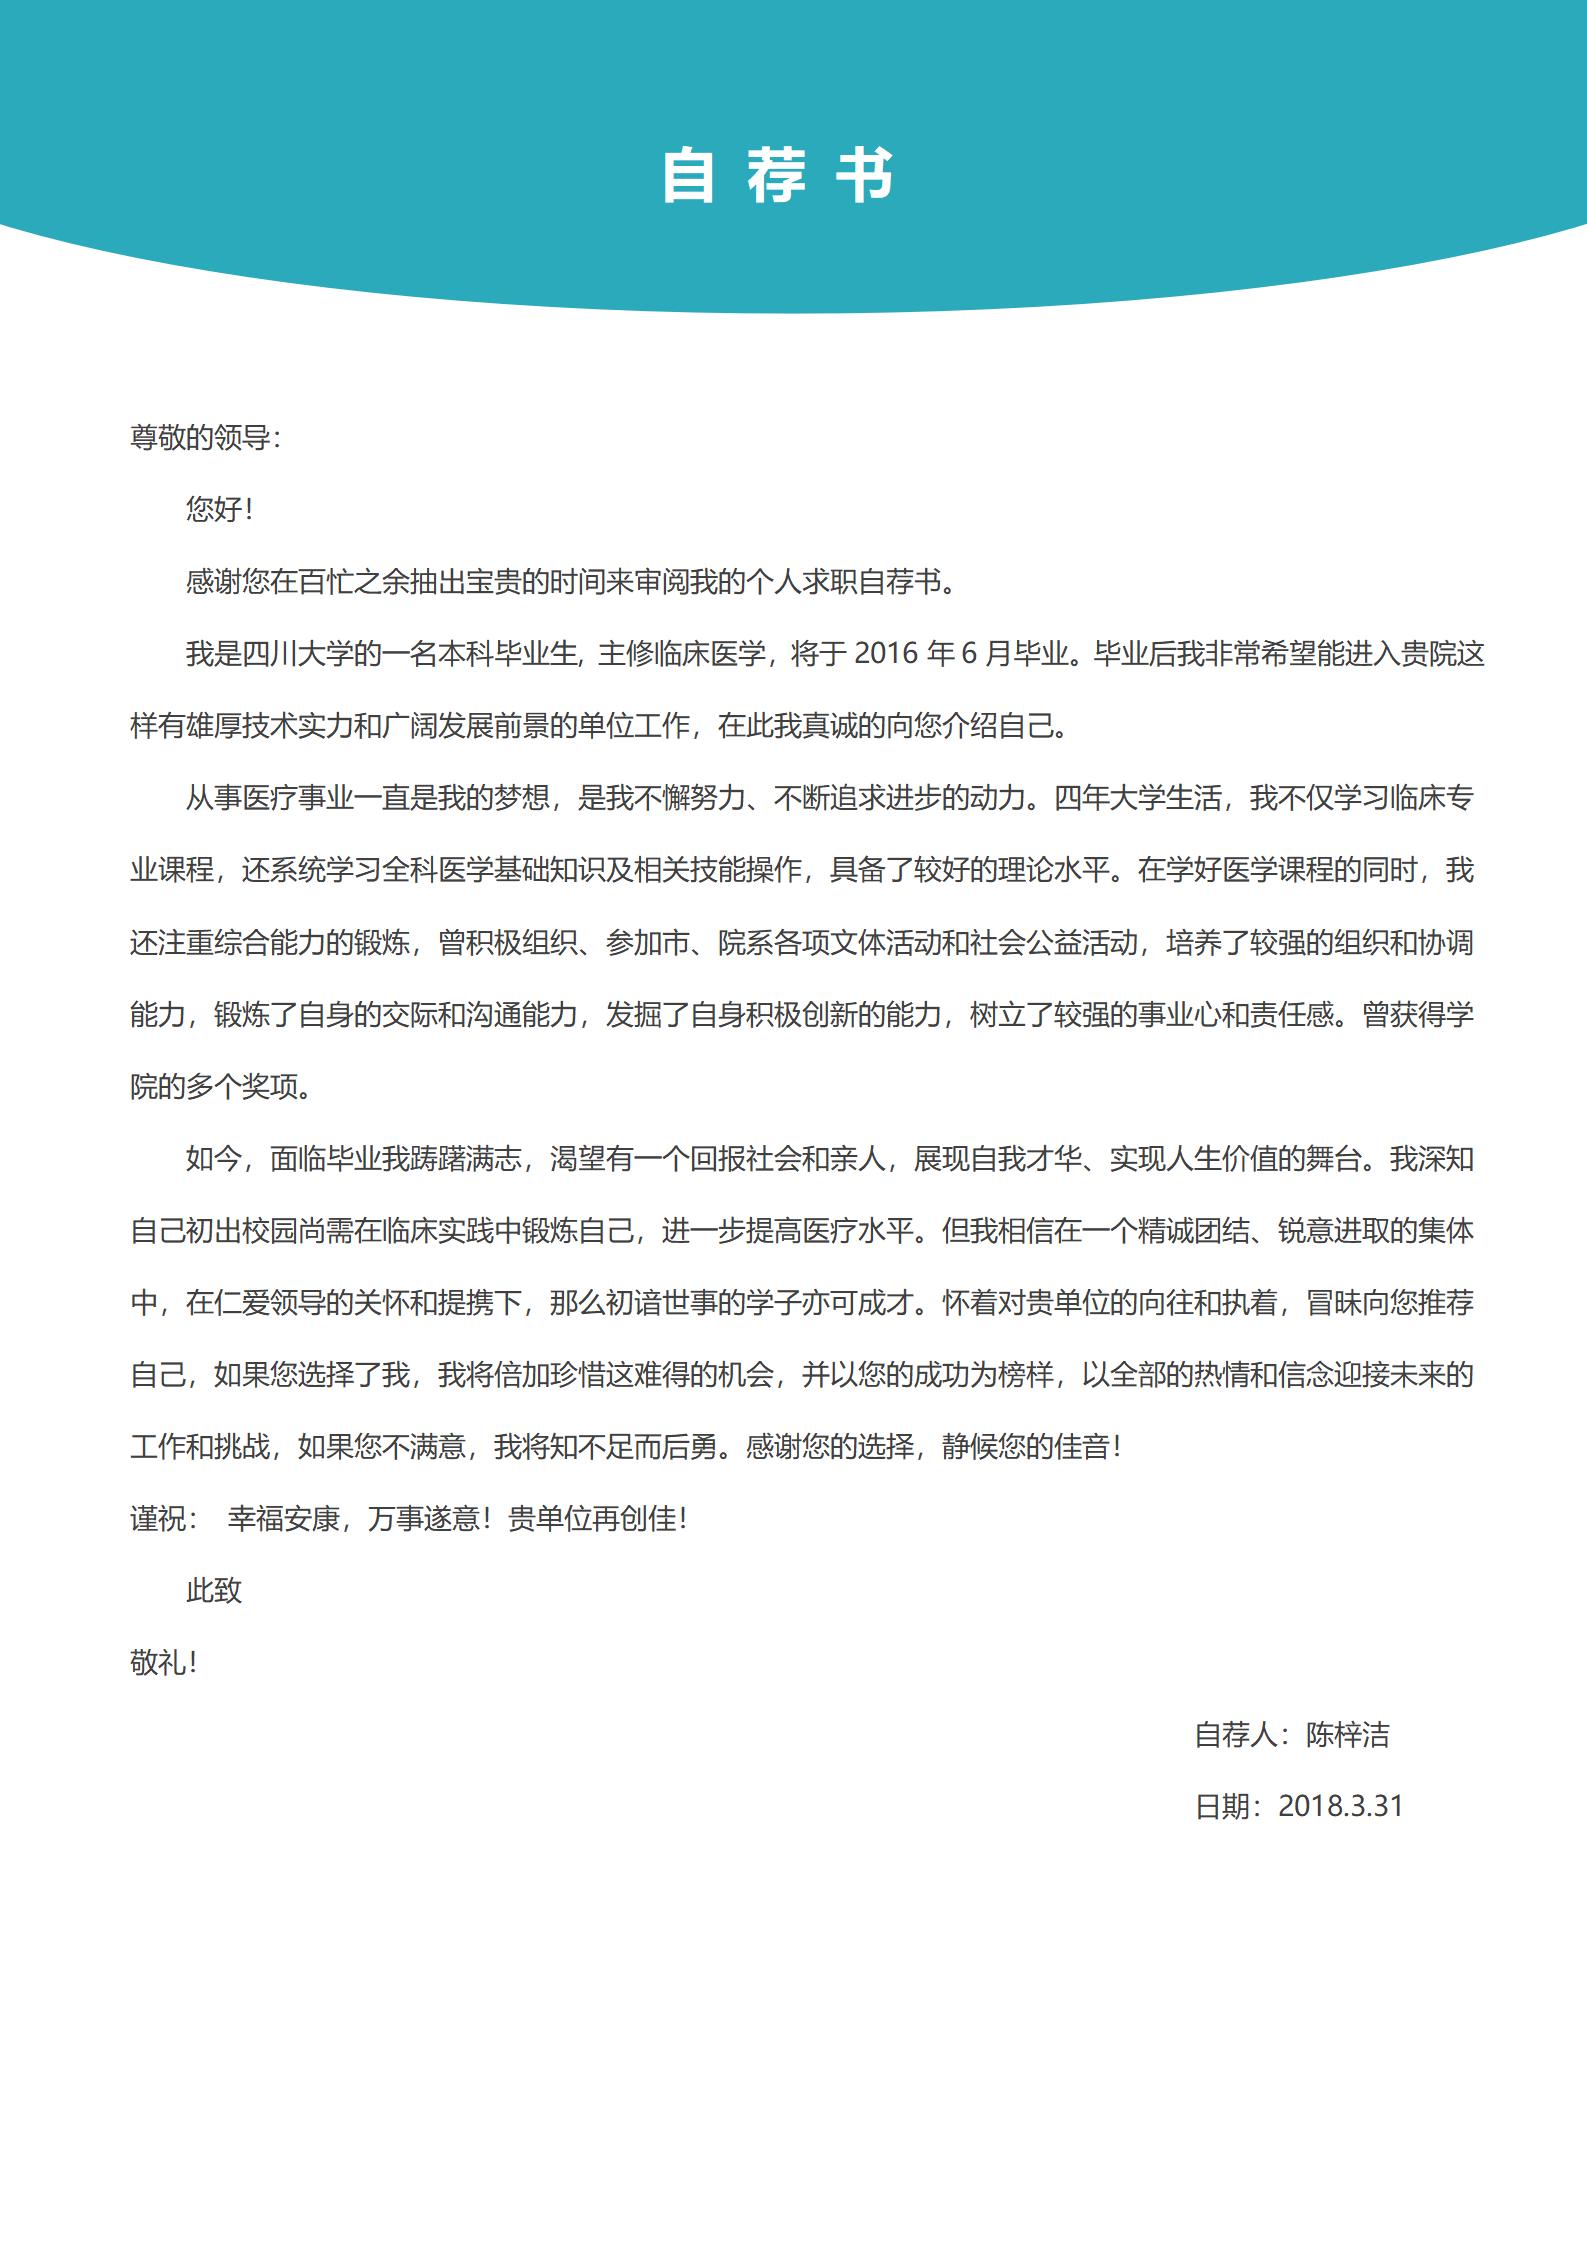 自荐书
尊敬的领导：
您好！
感谢您在百忙之余抽出宝贵的时间来审阅我的个人求职自荐书。
我是四川大学的一名本科毕业生, 主修临床医学，将于 2016 年 6 月毕业。毕业后我非常希望能进入贵院这
样有雄厚技术实力和广阔发展前景的单位工作，在此我真诚的向您介绍自己。
从事医疗事业一直是我的梦想，是我不懈努力、不断追求进步的动力。四年大学生活，我不仅学习临床专
业课程，还系统学习全科医学基础知识及相关技能操作，具备了较好的理论水平。在学好医学课程的同时，我
还注重综合能力的锻炼，曾积极组织、参加市、院系各项文体活动和社会公益活动，培养了较强的组织和协调
能力，锻炼了自身的交际和沟通能力，发掘了自身积极创新的能力，树立了较强的事业心和责任感。曾获得学
院的多个奖项。
如今，面临毕业我踌躇满志，渴望有一个回报社会和亲人，展现自我才华、实现人生价值的舞台。我深知
自己初出校园尚需在临床实践中锻炼自己，进一步提高医疗水平。但我相信在一个精诚团结、锐意进取的集体
中，在仁爱领导的关怀和提携下，那么初谙世事的学子亦可成才。怀着对贵单位的向往和执着，冒昧向您推荐
自己，如果您选择了我，我将倍加珍惜这难得的机会，并以您的成功为榜样，以全部的热情和信念迎接未来的
工作和挑战，如果您不满意，我将知不足而后勇。感谢您的选择，静候您的佳音！
谨祝： 幸福安康，万事遂意！贵单位再创佳！
此致
敬礼！
自荐人：陈梓洁
日期：2018.3.31